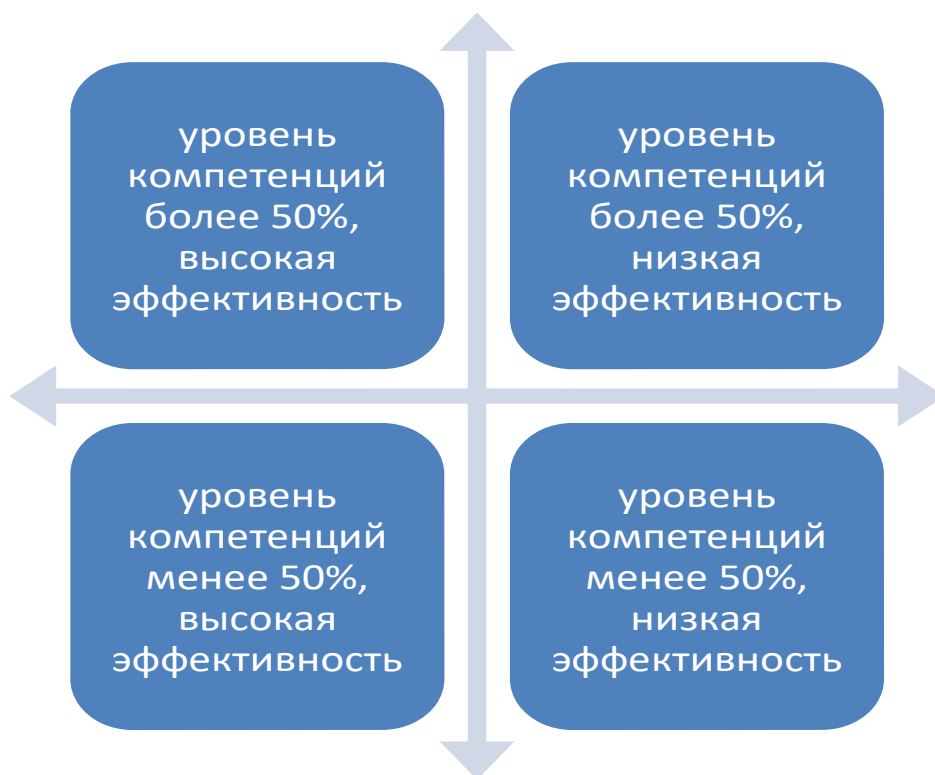 уровень
компетенций
более 50%,
высокая
эффективность
уровень
компетенций
более 50%,
низкая
эффективность
уровень
компетенций
менее 50%,
высокая
эффективность
уровень
компетенций
менее 50%,
низкая
эффективность